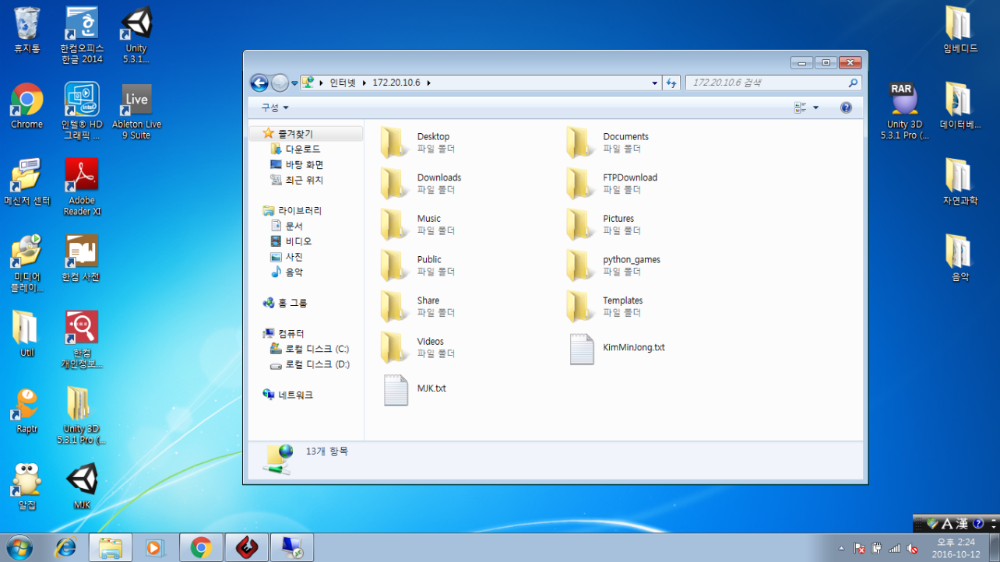 휴지통
한컴오피스
한글 2014
Unity
5.3.1...
Chrome
인텔® HD
그래픽 ...
Live
Ableton Live
9 Suite
메신저 센터
Adobe
Reader XI
미디어
플레이...
한컴 사전
Util
한컴
개인정보...
Raptr
Unity 3D
5.3.1 Pro (...
알집
MJK
인터넷
172.20.10.6
172.20.10.6 검색
구성
즐겨찾기
다운로드
바탕 화면
최근 위치
라이브러리
문서
비디오
사진
음악
홈 그룹
컴퓨터
로컬 디스크 (C:)
로컬 디스크 (D:)
네트워크
Desktop
파일 폴더
Documents
파일 폴더
Downloads
파일 폴더
FTPDownload
파일 폴더
Music
파일 폴더
Pictures
파일 폴더
Public
파일 폴더
python_games
파일 폴더
Share
파일 폴더
Templates
파일 폴더
Videos
파일 폴더
KimMinJong.txt
MJK.txt
13개 항목
임베디드
RAR
Unity 3D
5.3.1 Pro (...
데이터베...
자연과학
음악
A 漢
오후 2:24
2016-10-12